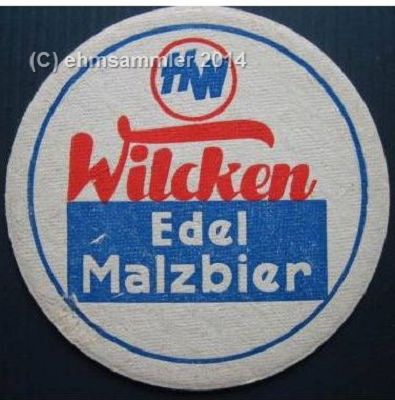 (C) ehmsammler 2014
HW
Wilcken
Edel
Malzbier